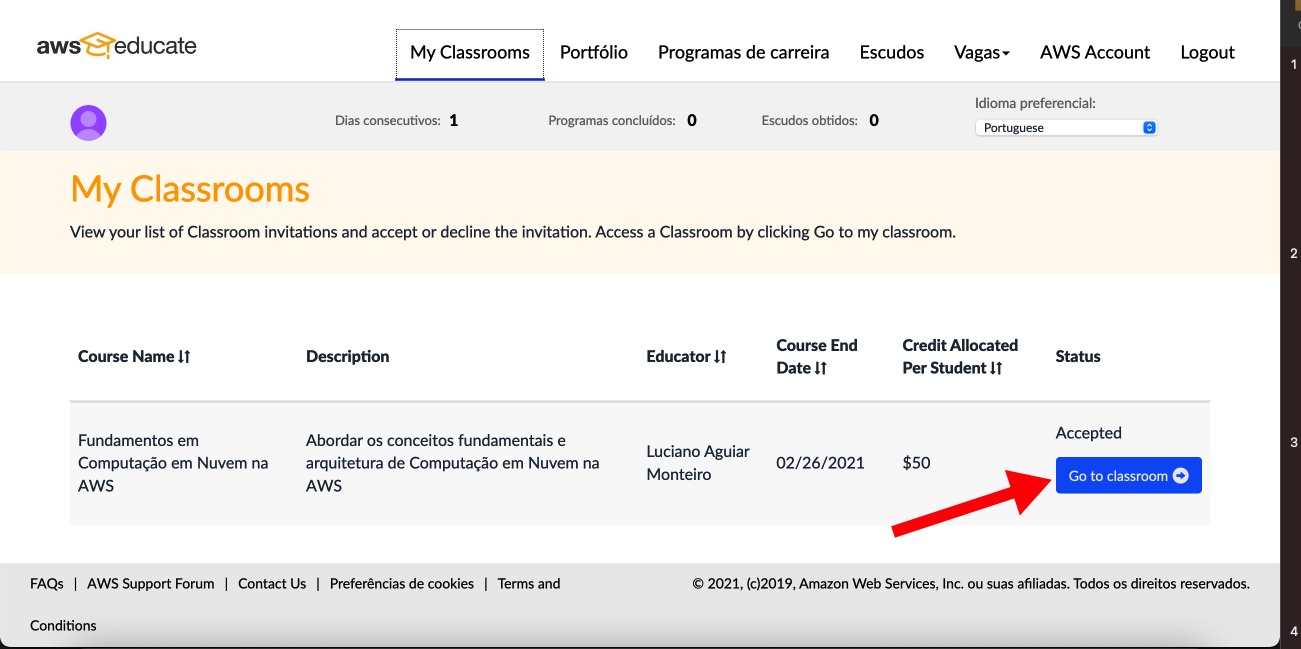 aws educate
My Classrooms
Portfólio
Programas de carreira
Escudos
Vagas
AWS Account
Logout
Dias consecutivos: 1
Programas concluídos: 0
Escudos obtidos: 0
Idioma preferencial:
Portuguese
My Classrooms
View your list of Classroom invitations and accept or decline the invitation. Access a Classroom by clicking Go to my classroom.
Course Name
Description
Educator
Course End
Date
Credit Allocated
Per Student
Status
Fundamentos em
Computação em Nuvem na
AWS
Abordar os conceitos fundamentais e
arquitetura de Computação em Nuvem na
AWS
Luciano Aguiar
Monteiro
02/26/2021
$50
Accepted
Go to classroom
FAQs | AWS Support Forum | Contact Us | Preferências de cookies | Terms and
Conditions
© 2021, (c)2019, Amazon Web Services, Inc. ou suas afiliadas. Todos os direitos reservados.
1
2
3
4